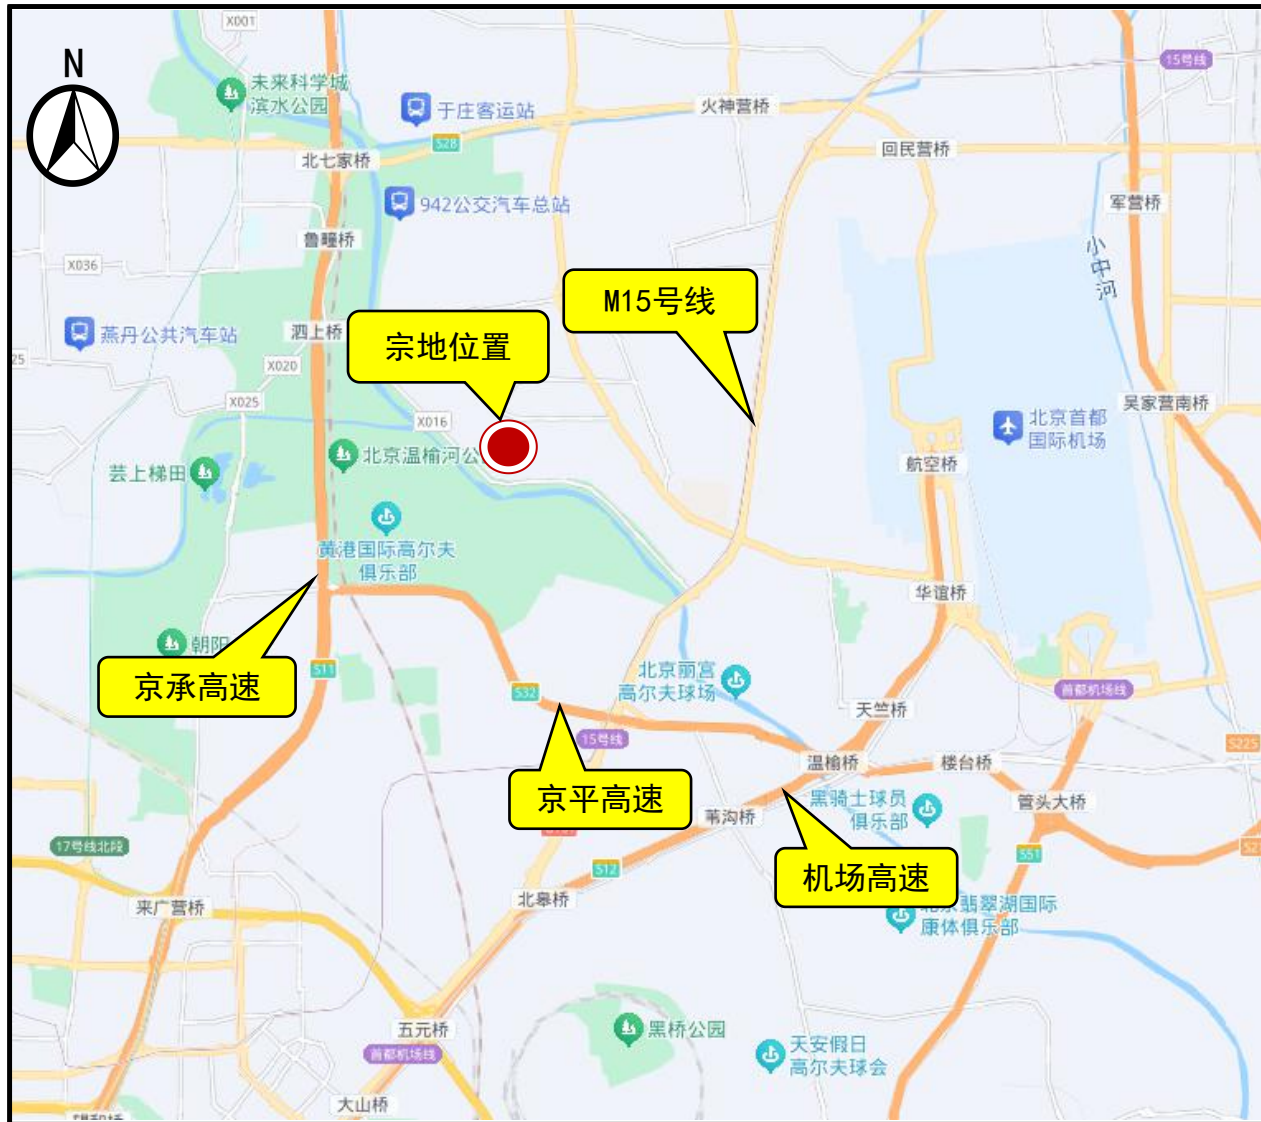 X001
15号线
N
未来科学城
滨水公园
于庄客运站
火神营桥
S28
回民营桥
北七家桥
942公交汽车总站
军营桥
鲁疃桥
小中河
X036
M15号线
燕丹公共汽车站
泗上桥
宗地位置
25
X020
X025
X016
吴家营南桥
北京首都
国际机场
北京温榆河公
航空桥
芸上梯田
黄港国际高尔夫
俱乐部
华谊桥
朝阳
京承高速
S11
北京丽宫
高尔夫球场
S32
首都机场线
天竺桥
15号线
S225
温榆桥
楼台桥
京平高速
黑骑士球员
俱乐部
管头大桥
苇沟桥
17号线北段
S51
S12
机场高速
北皋桥
来广营桥
北京翡翠湖国际
康体俱乐部
五元桥
黑桥公园
首都机场线
天安假日
高尔夫球会
大山桥